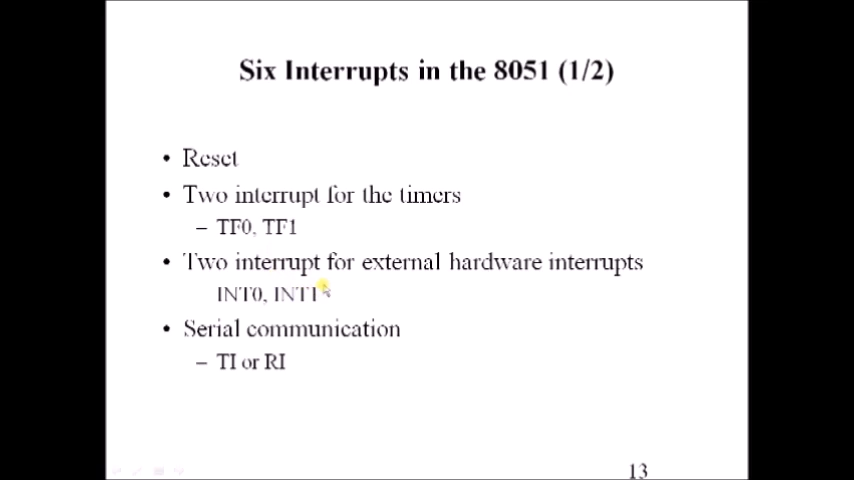 Six Interrupts in the 8051 (1/2)
• Reset
• Two interrupt for the timers
– TF0, TF1
• Two interrupt for external hardware interrupts
INT0, INT1
• Serial communication
– TI or RI
13